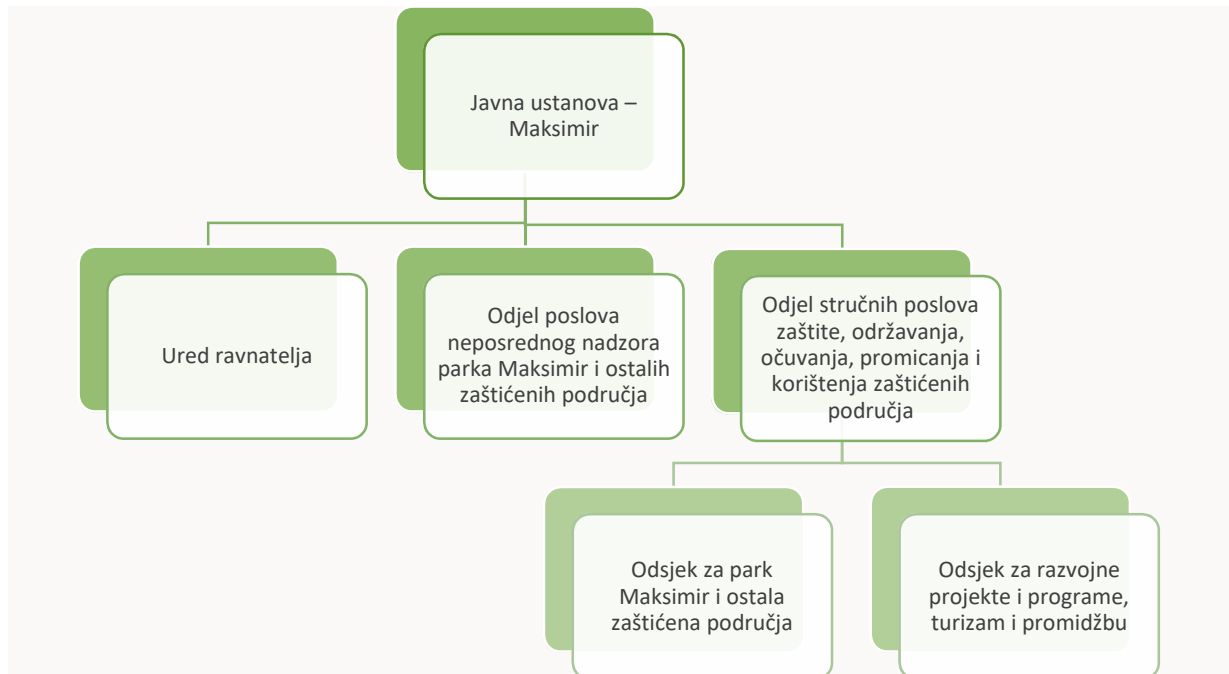 Javna ustanova –
Maksimir
Ured ravnatelja
Odjel poslova
neposrednog nadzora
parka Maksimir i ostalih
zaštićenih područja
Odjel stručnih poslova
zaštite, održavanja,
očuvanja, promicanja i
korištenja zaštićenih
područja
Odsjek za park
Maksimir i ostala
zaštićena područja
Odsjek za razvojne
projekte i programe,
turizam i promidžbu